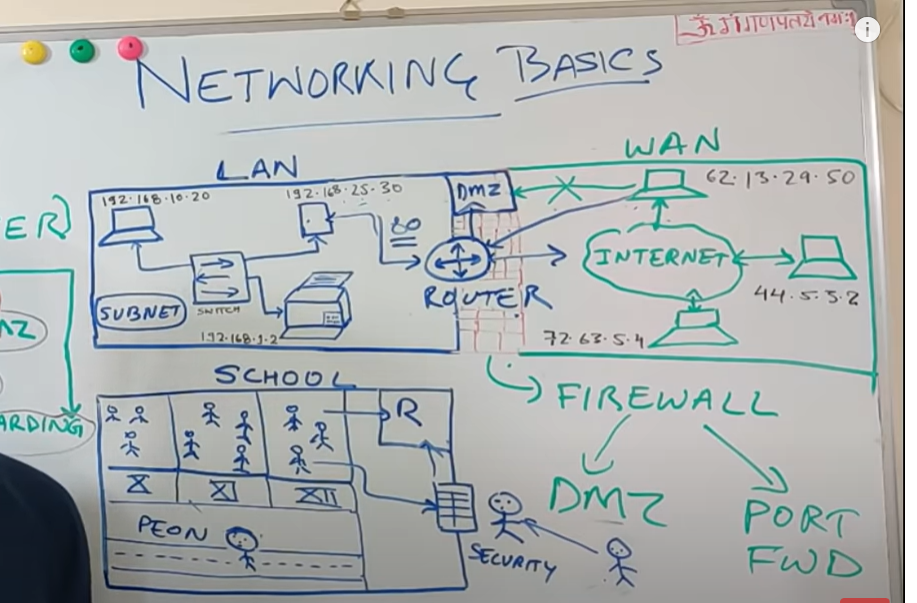 ॐ गं गणपतये नमः
NETWORKING BASICS
LAN
WAN
192.168.10.20
192.168.25.30
DMZ
62.13.29.50
80
INTERNET
ROUTER
SUBNET
SWITCH
192.168.1.2
44.5.3.2
72.63.5.4
ER)
MZ
ARDING
SCHOOL
R
FIREWALL
X
XI
XII
DMZ
PORT
FWD
PEON
SECURITY